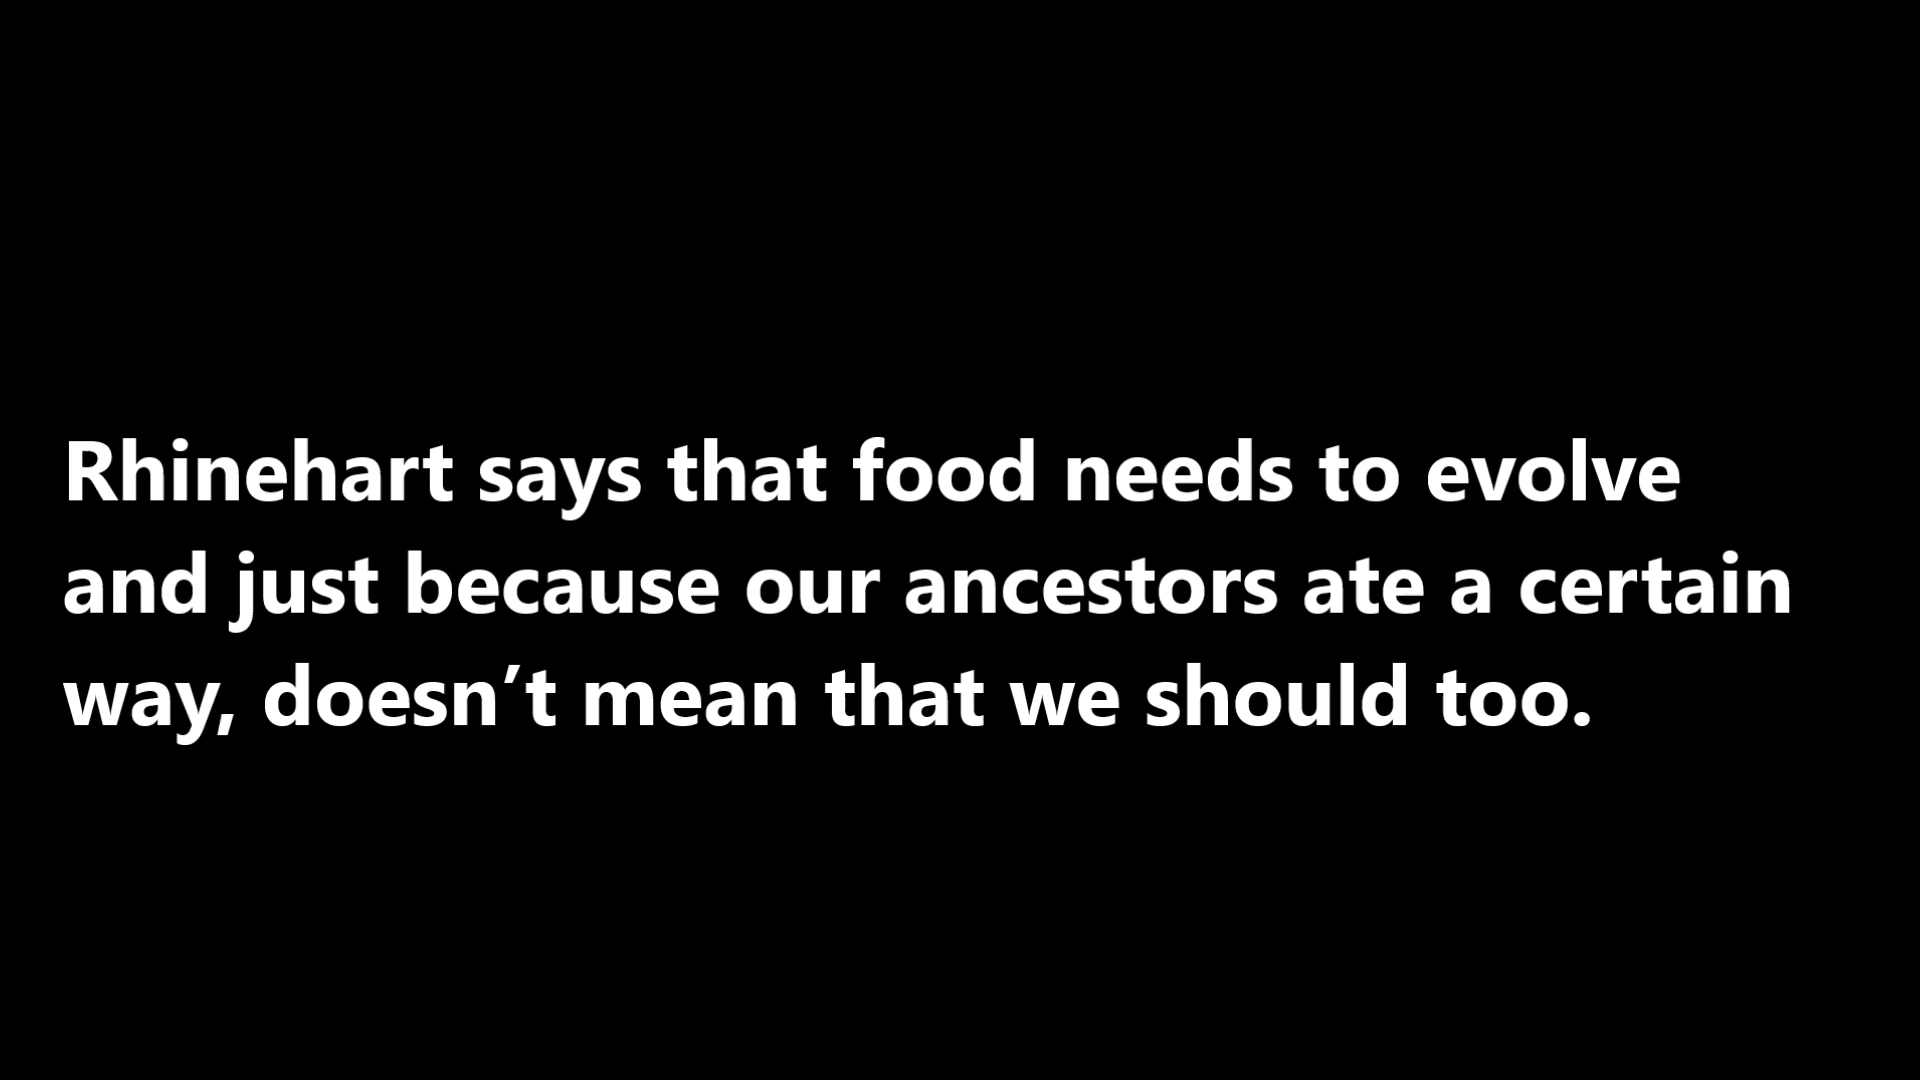 Rhinehart says that food needs to evolve
and just because our ancestors ate a certain
way, doesn’t mean that we should too.